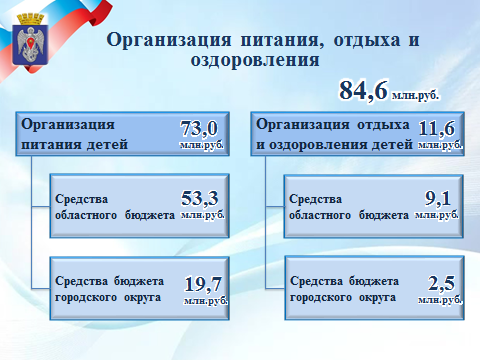 Организация питания, отдыха и
оздоровления
84,6 млн.руб.
Организация
питания детей
73,0
млн.руб.
Организация отдыха
и оздоровления детей
11,6
млн.руб.
Средства
областного бюджета
53,3
млн.руб.
Средства
областного бюджета
9,1
млн.руб.
Средства бюджета
городского округа
19,7
млн.руб.
Средства бюджета
городского округа
2,5
млн.руб.